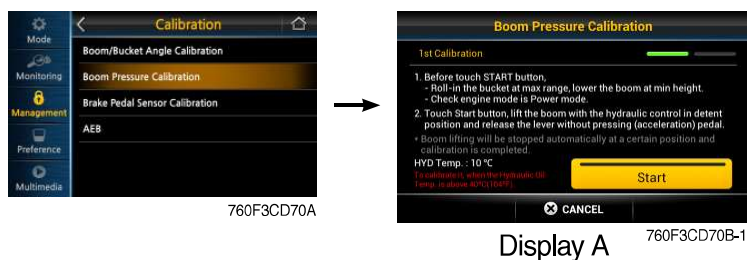 Mode
Monitoring
Management
Preference
Multimedia
Calibration
Boom/Bucket Angle Calibration
Boom Pressure Calibration
Brake Pedal Sensor Calibration
AEB
760F3CD70A
Boom Pressure Calibration
1st Calibration
1. Before touch START button,
- Roll-in the bucket at max range, lower the boom at min height.
- Check engine mode is Power mode.
2. Touch Start button, lift the boom with the hydraulic control in detent
position and release the lever without pressing (acceleration) pedal.
* Boom lifting will be stopped automatically at a certain position and
calibration is completed.
HYD Temp. : 10 ℃
To calibrate it, when the Hydraulic Oil
Temp. is above 40℃(104℉).
Start
CANCEL
Display A
760F3CD70B-1